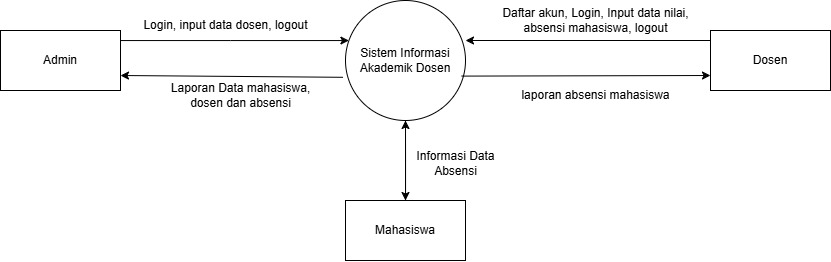 Login, input data dosen, logout
Daftar akun, Login, Input data nilai,
absensi mahasiswa, logout
Admin
Sistem Informasi
Akademik Dosen
Dosen
Laporan Data mahasiswa,
dosen dan absensi
laporan absensi mahasiswa
Informasi Data
Absensi
Mahasiswa